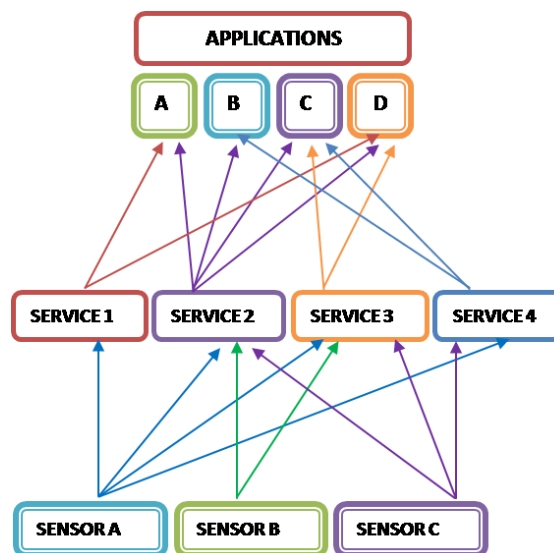 APPLICATIONS
A B C D
SERVICE 1 SERVICE 2 SERVICE 3 SERVICE 4
SENSOR A SENSOR B SENSOR C